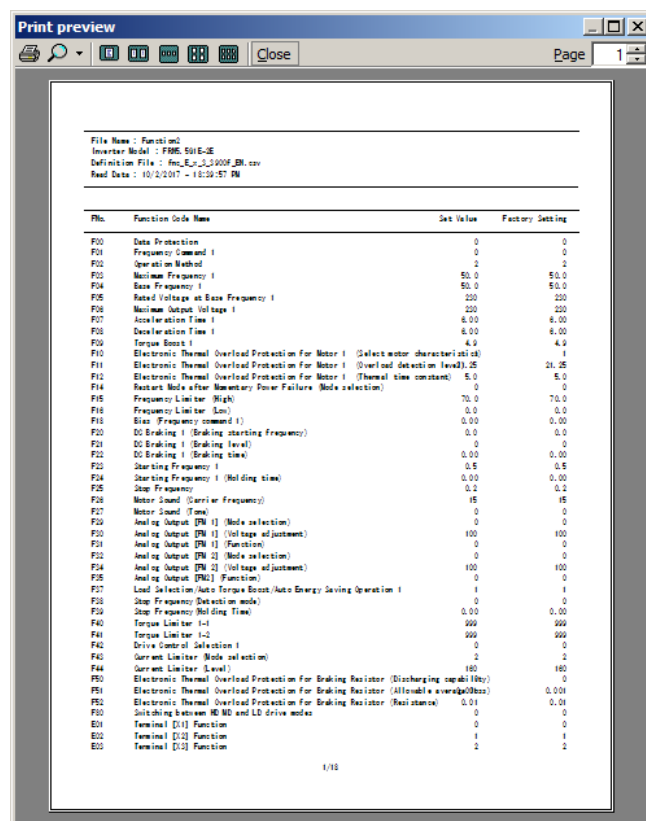 Print preview
Close Page 1
File Name : Function2
Inverter Model : FRN5.5G1E-2E
Definition File : fnc_E_x_3_3900f_EN.csv
Read Date : 10/2/2017 - 18:39:57 PM
FNo. Function Code Name Set Value Factory Setting
F00 Data Protection 0 0
F01 Frequency Command 1 0 0
F02 Operation Method 2 2
F03 Maximum Frequency 1 50.0 50.0
F04 Base Frequency 1 50.0 50.0
F05 Rated Voltage at Base Frequency 1 230 230
F06 Maximum Output Voltage 1 230 230
F07 Acceleration Time 1 6.00 6.00
F08 Deceleration Time 1 6.00 6.00
F09 Torque Boost 1 4.9 4.9
F10 Electronic Thermal Overload Protection for Motor 1 (Select motor characteristics) 1
F11 Electronic Thermal Overload Protection for Motor 1 (Overload detection level).25 21.25
F12 Electronic Thermal Overload Protection for Motor 1 (Thermal time constant) 5.0 5.0
F14 Restart Mode after Momentary Power Failure (Mode selection) 0 0
F15 Frequency Limiter (High) 70.0 70.0
F16 Frequency Limiter (Low) 0.0 0.0
F18 Bias (Frequency command 1) 0.00 0.00
F20 DC Braking 1 (Braking starting frequency) 0.0 0.0
F21 DC Braking 1 (Braking level) 0 0
F22 DC Braking 1 (Braking time) 0.00 0.00
F23 Starting Frequency 1 0.5 0.5
F24 Starting Frequency 1 (Holding time) 0.00 0.00
F25 Stop Frequency 0.2 0.2
F26 Motor Sound (Carrier frequency) 15 15
F27 Motor Sound (Tone) 0 0
F29 Analog Output [FM 1] (Mode selection) 0 0
F30 Analog Output [FM 1] (Voltage adjustment) 100 100
F31 Analog Output [FM 1] (Function) 0 0
F32 Analog Output [FM 2] (Mode selection) 0 0
F34 Analog Output [FM 2] (Voltage adjustment) 100 100
F35 Analog Output [FM2] (Function) 0 0
F37 Load Selection/Auto Torque Boost/Auto Energy Saving Operation 1 1 1
F38 Stop Frequency(Detection mode) 0 0
F39 Stop Frequency(Holding Time) 0.00 0.00
F40 Torque Limiter 1-1 999 999
F41 Torque Limiter 1-2 999 999
F42 Drive Control Selection 1 0 0
F43 Current Limiter (Mode selection) 2 2
F44 Current Limiter (Level) 160 160
F50 Electronic Thermal Overload Protection for Braking Resistor (Discharging 0
F51 Electronic Thermal Overload Protection for Braking Resistor (Allowable 0.001
F52 Electronic Thermal Overload Protection for Braking Resistor (Resistance) 0.01 0.01
F80 Switching between HD MD and LD drive modes 0 0
E01 Terminal [X1] Function 0 0
E02 Terminal [X2] Function 1 1
E03 Terminal [X3] Function 2 2
1/18